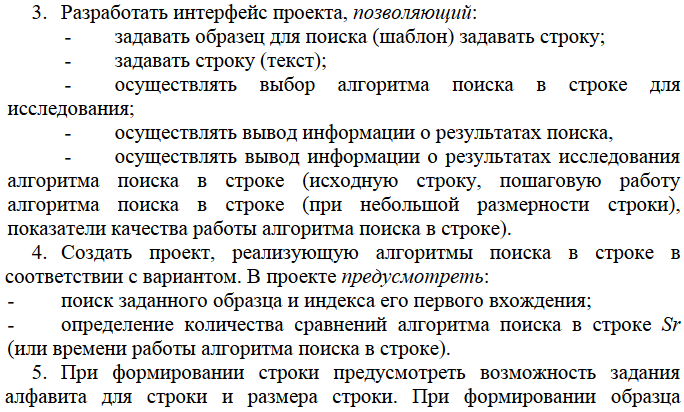 3. Разработать интерфейс проекта, позволяющий:
- задавать образец для поиска (шаблон) задавать строку;
- задавать строку (текст);
- осуществлять выбор алгоритма поиска в строке для
исследования;
- осуществлять вывод информации о результатах поиска,
- осуществлять вывод информации о результатах исследования
алгоритма поиска в строке (исходную строку, пошаговую работу
алгоритма поиска в строке (при небольшой размерности строки),
показатели качества работы алгоритма поиска в строке).
4. Создать проект, реализующую алгоритмы поиска в строке в
соответствии с вариантом. В проекте предусмотреть:
- поиск заданного образца и индекса его первого вхождения;
- определение количества сравнений алгоритма поиска в строке Sr
(или времени работы алгоритма поиска в строке).
5. При формировании строки предусмотреть возможность задания
алфавита для строки и размера строки. При формировании образца